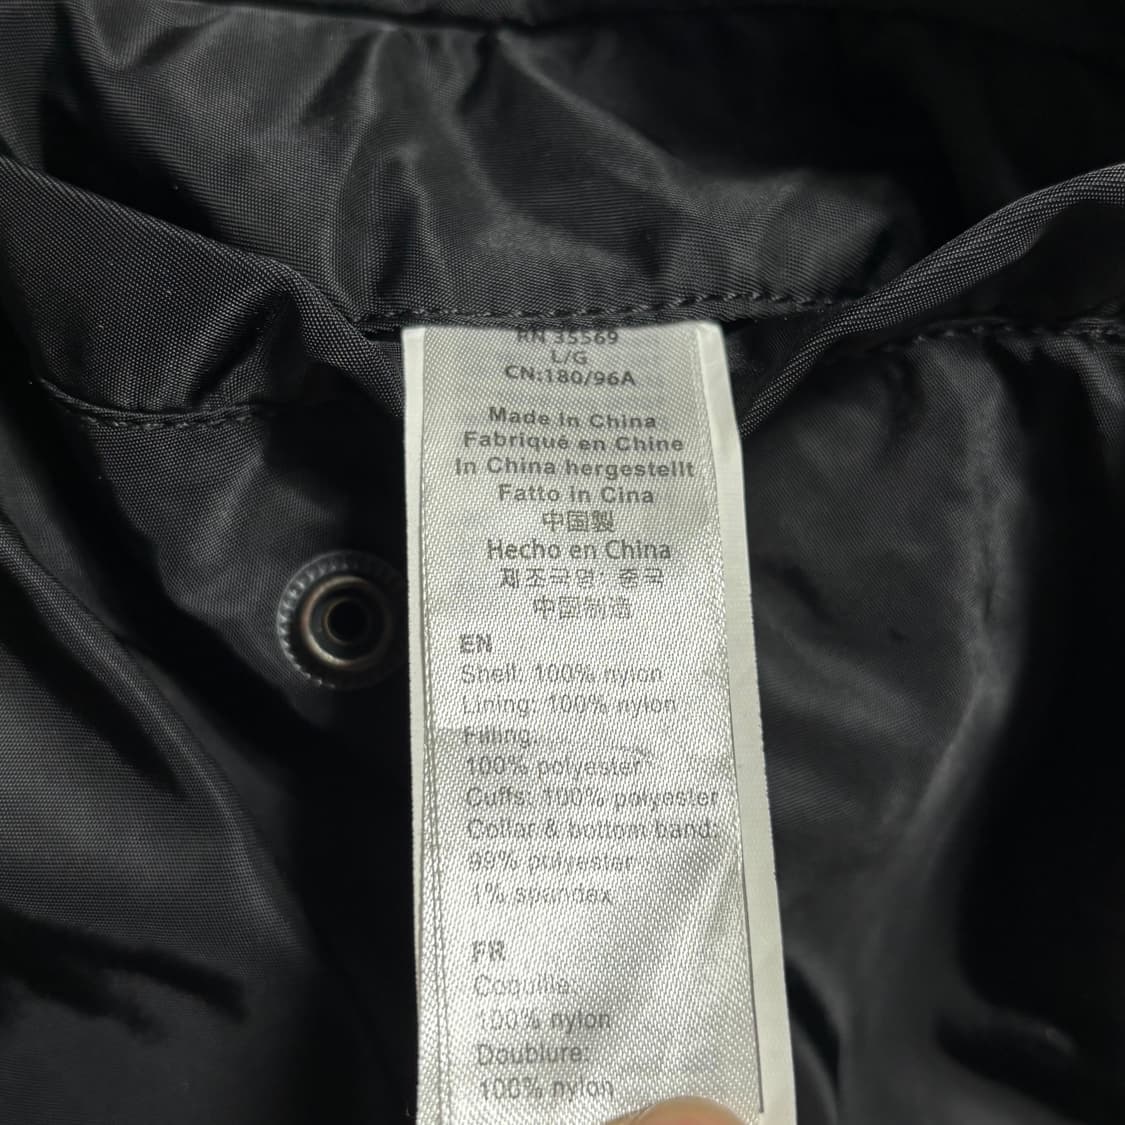 RN 35569
L/G
CN:180/96A
Made in China
Fabriqué en Chine
In China hergestellt
Fatto in Cina
中国製
Hecho en China
제조국명: 중국
中国制造
EN
Shell: 100% nylon
Lining: 100% nylon
Filling:
100% polyester
Cuffs: 100% polyester
Collar & bottom band:
99% polyester
1% spandex
FR
Coquille:
100% nylon
Doublure:
100% nylon